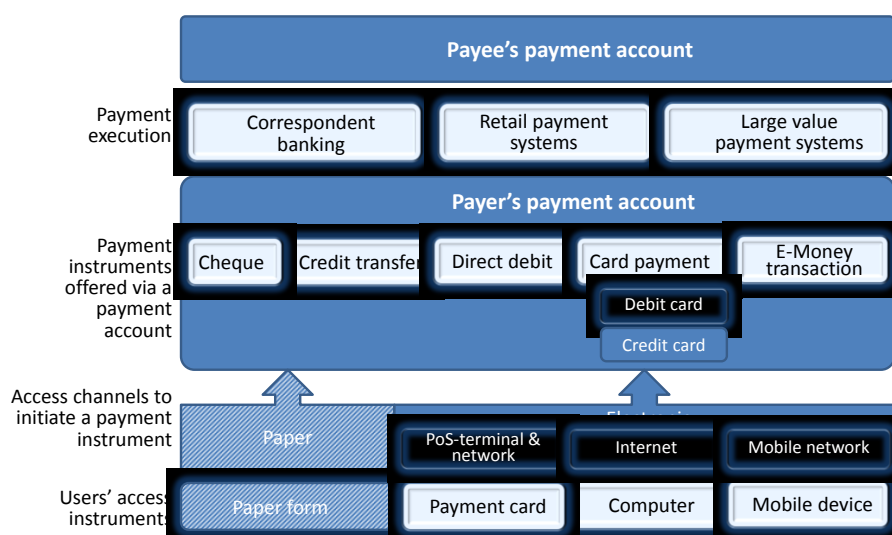 Payee's payment account
Payment
execution
Correspondent
banking
Retail payment
systems
Large value
payment systems
Payer's payment account
Payment
instruments
offered via a
payment
account
Cheque
Credit transfer
Direct debit
Card payment
E-Money
transaction
Debit card
Credit card
Access channels to
initiate a payment
instrument
Paper
PoS-terminal &
network
Internet
Mobile network
Users' access
instruments
Paper form
Payment card
Computer
Mobile device